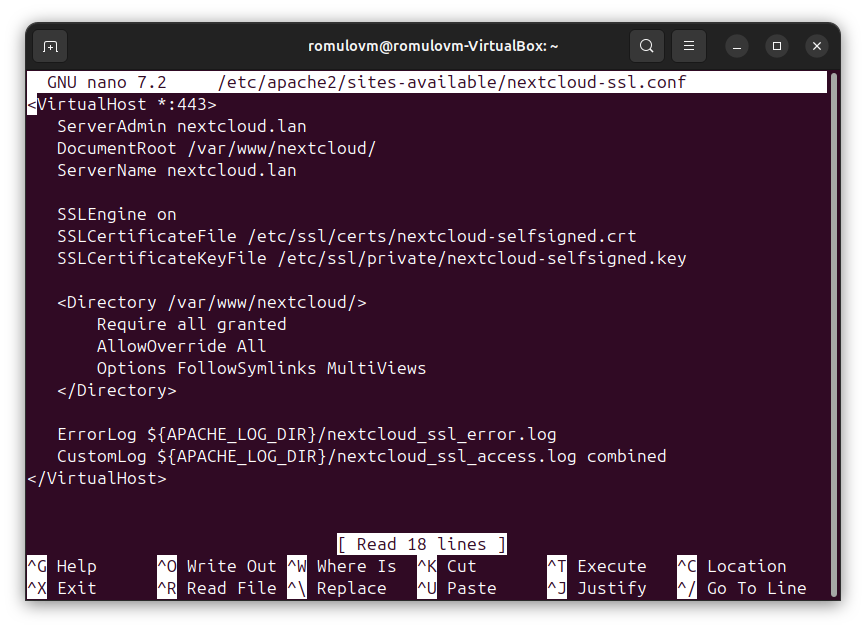 romulovm@romulovm-VirtualBox: ~
GNU nano 7.2 /etc/apache2/sites-available/nextcloud-ssl.conf
<VirtualHost *:443>
    ServerAdmin nextcloud.lan
    DocumentRoot /var/www/nextcloud/
    ServerName nextcloud.lan

    SSLEngine on
    SSLCertificateFile /etc/ssl/certs/nextcloud-selfsigned.crt
    SSLCertificateKeyFile /etc/ssl/private/nextcloud-selfsigned.key

    <Directory /var/www/nextcloud/>
        Require all granted
        AllowOverride All
        Options FollowSymlinks MultiViews
    </Directory>

    ErrorLog ${APACHE_LOG_DIR}/nextcloud_ssl_error.log
    CustomLog ${APACHE_LOG_DIR}/nextcloud_ssl_access.log combined
</VirtualHost>
[ Read 18 lines ]
^G Help ^O Write Out ^W Where Is ^K Cut ^T Execute ^C Location
^X Exit ^R Read File ^\ Replace ^U Paste ^J Justify ^/ Go To Line